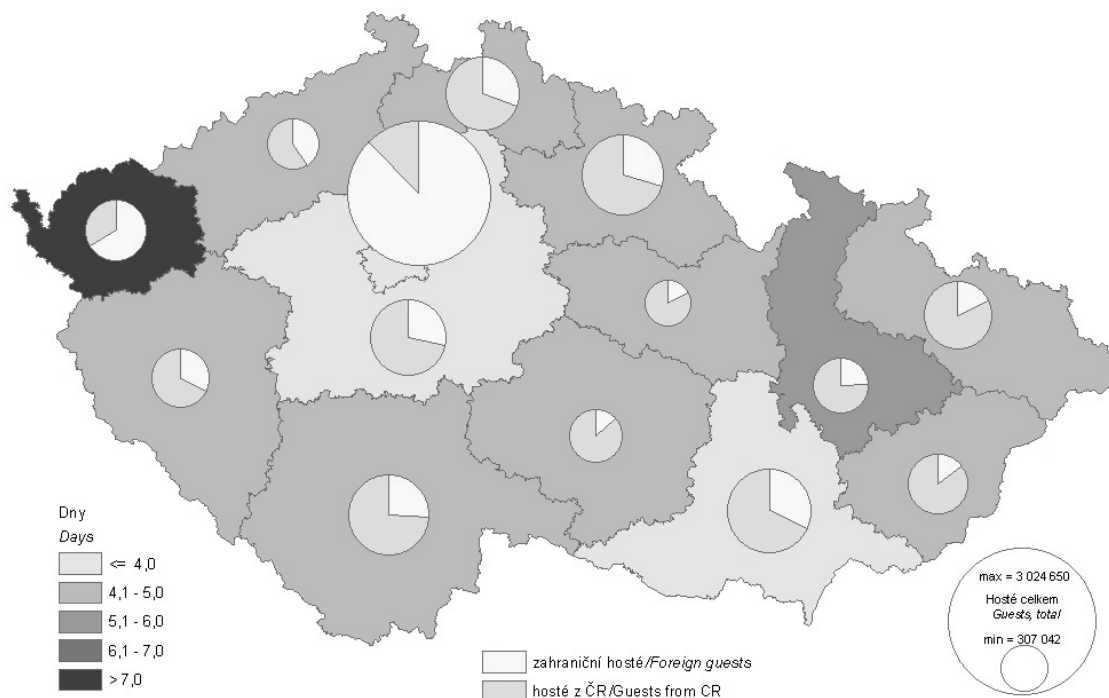 Dny
Days
<= 4,0
4,1 - 5,0
5,1 - 6,0
6,1 - 7,0
> 7,0
zahraniční hosté/Foreign guests
hosté z ČR/Guests from CR
max = 3 024 650
Hosté celkem
Guests, total
min = 307 042